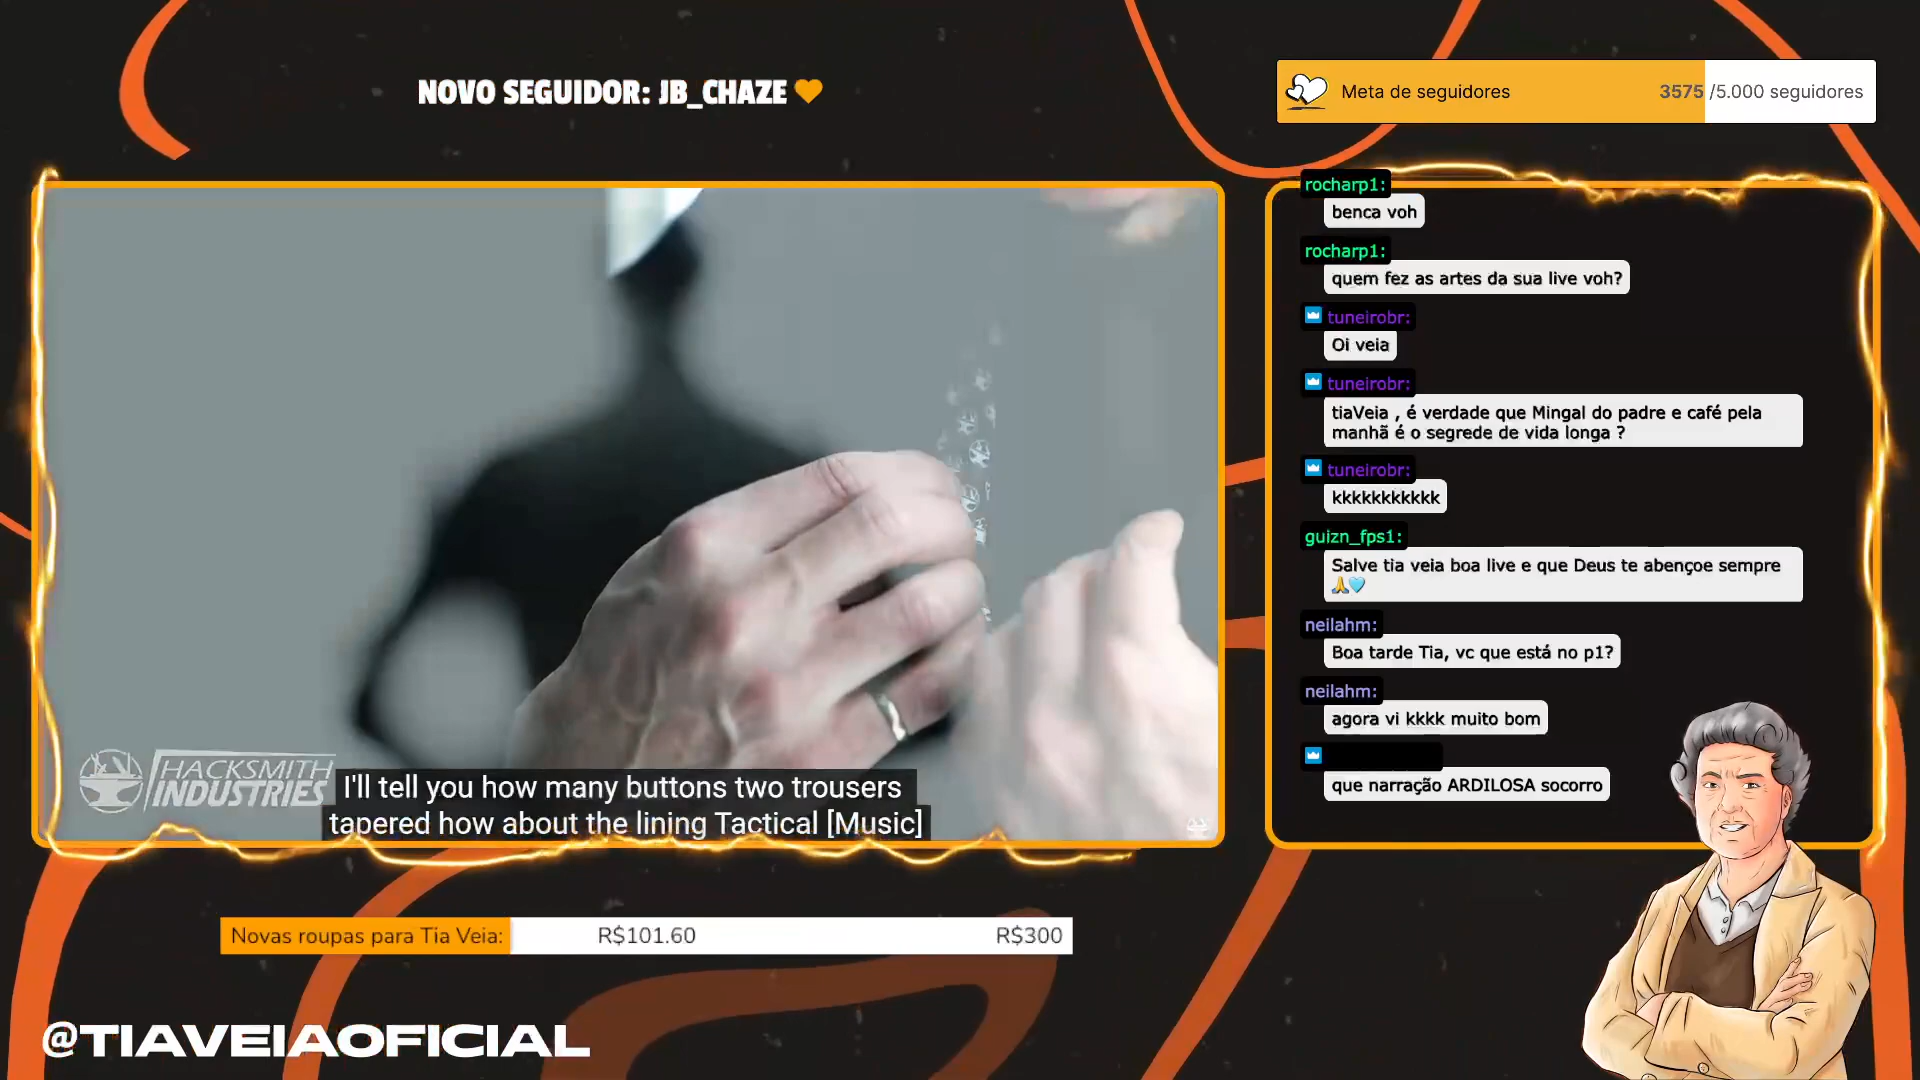 NOVO SEGUIDOR: JB_CHAZE 🧡
Meta de seguidores 3575 /5.000 seguidores
HACKSMITH
INDUSTRIES
I'll tell you how many buttons two trousers
tapered how about the lining Tactical [Music]
rocharp1:
benca voh
rocharp1:
quem fez as artes da sua live voh?
tuneirobr:
Oi veia
tuneirobr:
tiaVeia , é verdade que Mingal do padre e café pela
manhã é o segrede de vida longa ?
tuneirobr:
kkkkkkkkkkk
guizn_fps1:
Salve tia veia boa live e que Deus te abençoe sempre
🙏🩵
neilahm:
Boa tarde Tia, vc que está no p1?
neilahm:
agora vi kkkk muito bom
que narração ARDILOSA socorro
Novas roupas para Tia Veia: R$101.60 R$300
@TIAVEIAOFICIAL